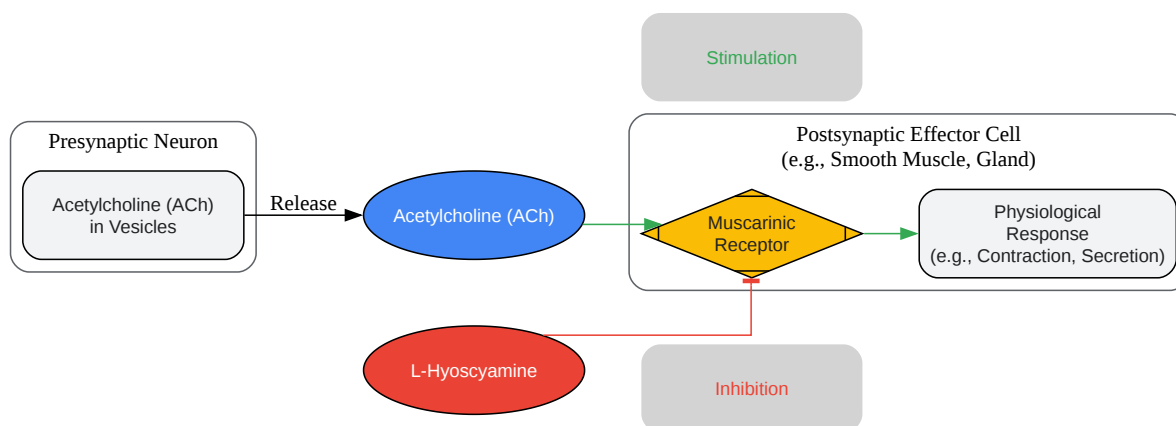 Stimulation
Presynaptic Neuron
Acetylcholine (ACh)
in Vesicles
Release
Acetylcholine (ACh)
Postsynaptic Effector Cell
(e.g., Smooth Muscle, Gland)
Muscarinic
Receptor
Physiological
Response
(e.g., Contraction, Secretion)
L-Hyoscyamine
Inhibition